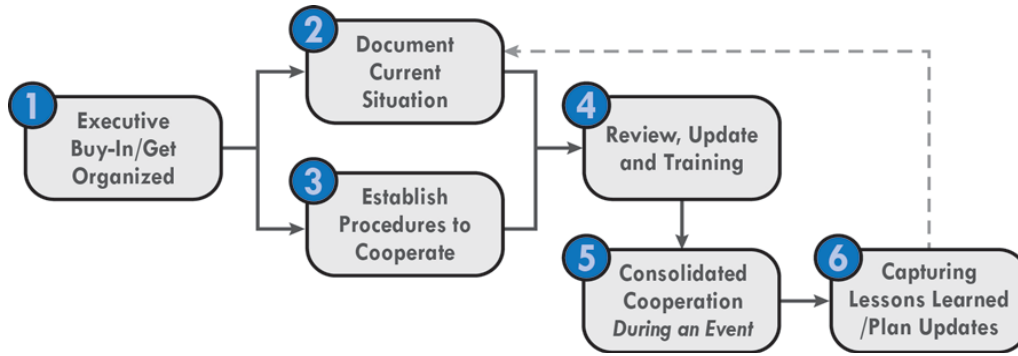 1
Executive
Buy-In/Get
Organized
2
Document
Current
Situation
3
Establish
Procedures to
Cooperate
4
Review, Update
and Training
5
Consolidated
Cooperation
During an Event
6
Capturing
Lessons Learned
/Plan Updates